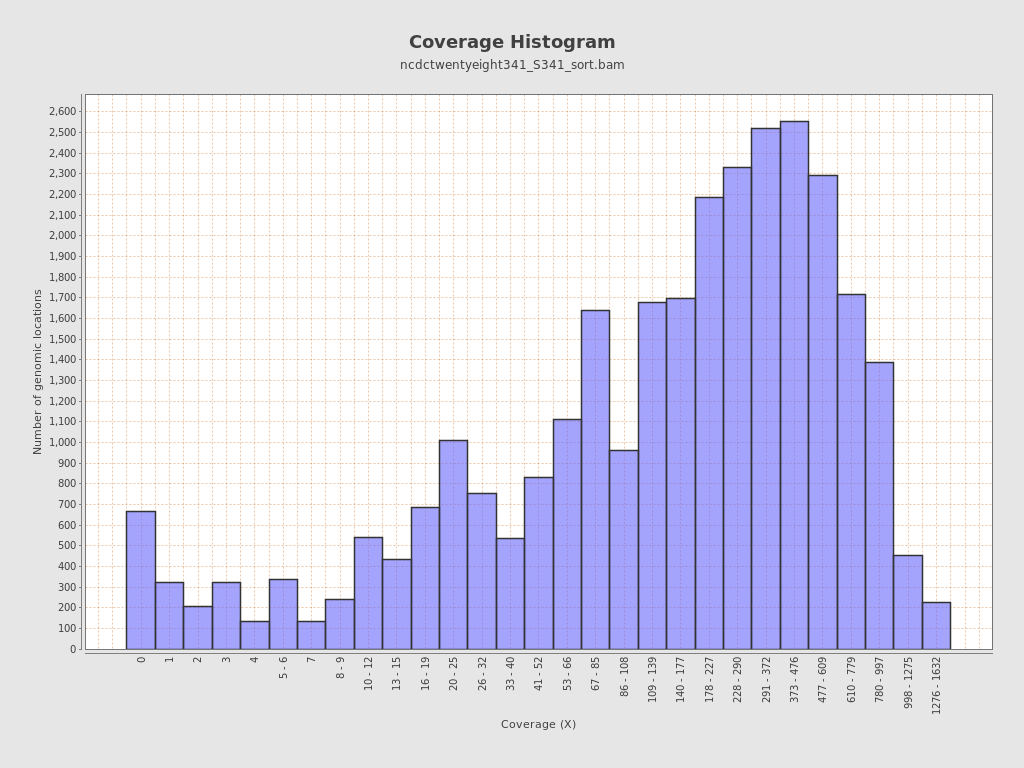 Coverage Histogram
ncdctwentyeight341_S341_sort.bam
Number of genomic locations
2,600
2,500
2,400
2,300
2,200
2,100
2,000
1,900
1,800
1,700
1,600
1,500
1,400
1,300
1,200
1,100
1,000
900
800
700
600
500
400
300
200
100
0
0
1
2
3
4
5 - 6
7
8 - 9
10 - 12
13 - 15
16 - 19
20 - 25
26 - 32
33 - 40
41 - 52
53 - 66
67 - 85
86 - 108
109 - 139
140 - 177
178 - 227
228 - 290
291 - 372
373 - 476
477 - 609
610 - 779
780 - 997
998 - 1275
1276 - 1632
Coverage (X)